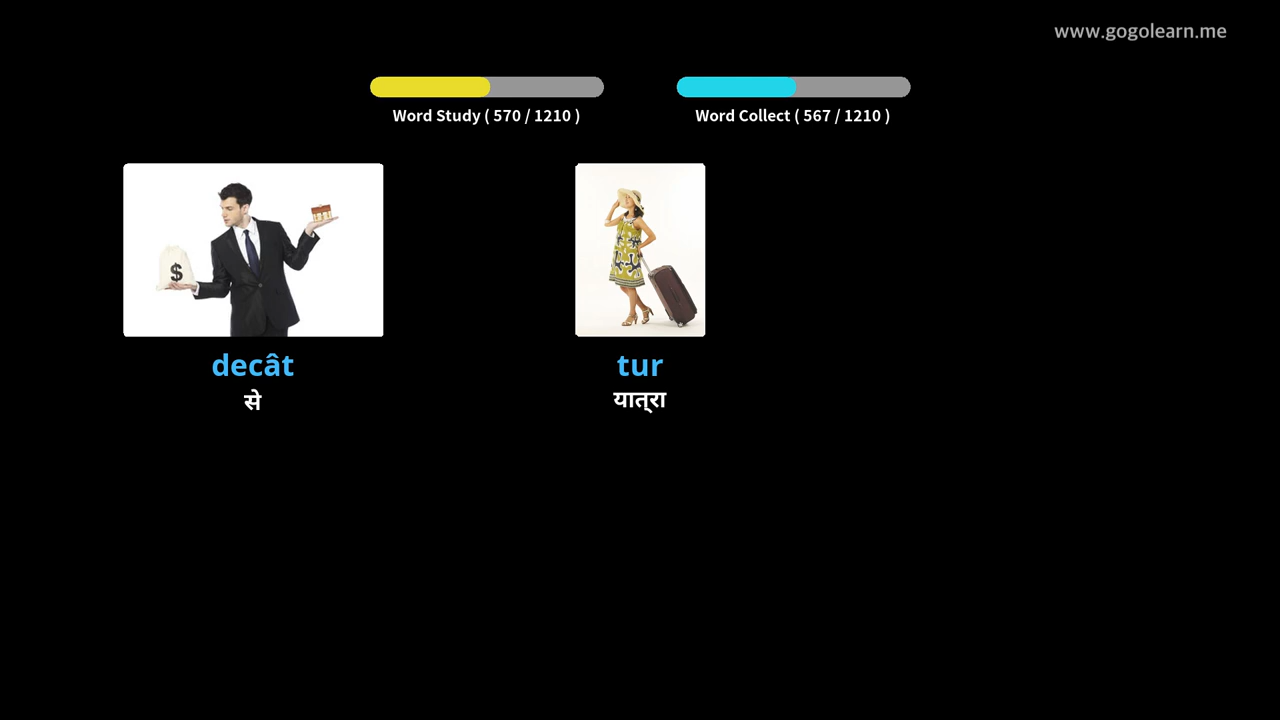 www.gogolearn.me
Word Study ( 570 / 1210 )
Word Collect ( 567 / 1210 )
$
decât
से
tur
यात्रा